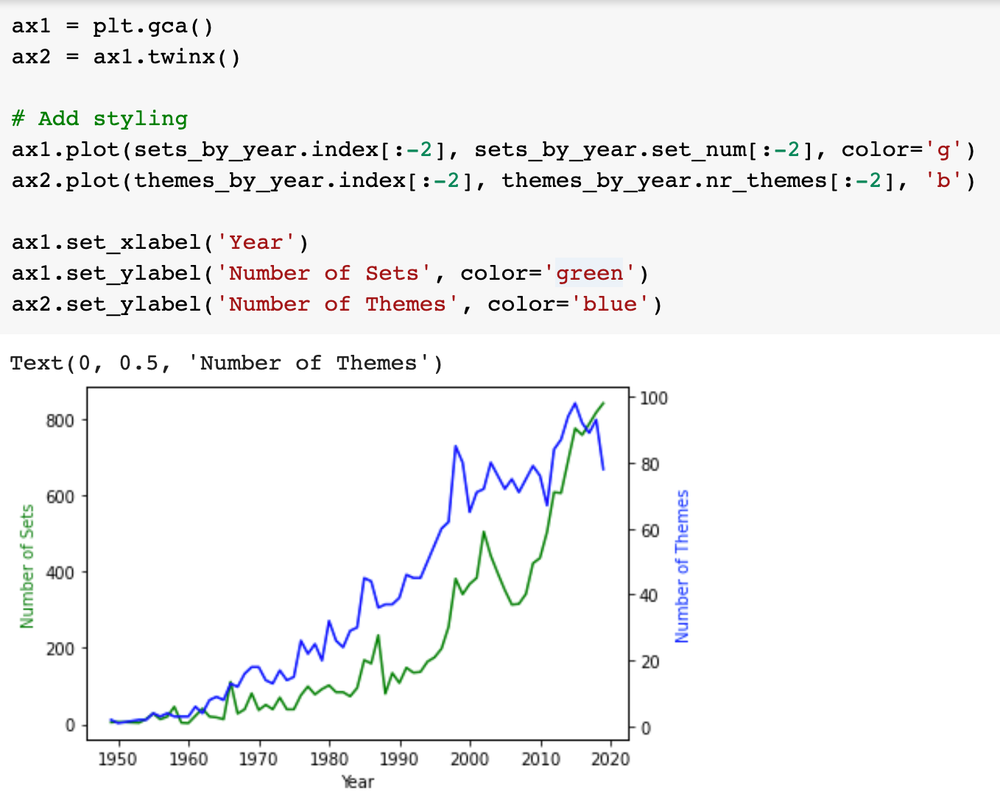 ax1 = plt.gca()
ax2 = ax1.twinx()
# Add styling
ax1.plot(sets_by_year.index[:-2], sets_by_year.set_num[:-2], color='g')
ax2.plot(themes_by_year.index[:-2], themes_by_year.nr_themes[:-2], 'b')
ax1.set_xlabel('Year')
ax1.set_ylabel('Number of Sets', color='green')
ax2.set_ylabel('Number of Themes', color='blue')
Text(0, 0.5, 'Number of Themes')
Number of Sets
800
600
400
200
0
100
80
60
40
20
0
Number of Themes
1950 1960 1970 1980 1990 2000 2010 2020
Year